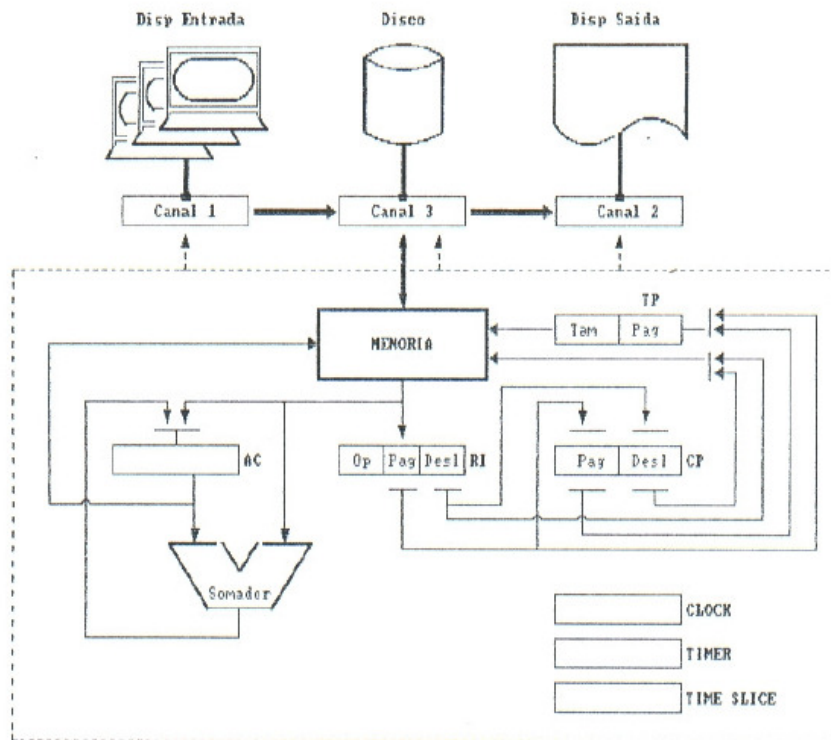 Disp Entrada
Disco
Disp Saida
Canal 1
Canal 3
Canal 2
TP
Tam
Pag
MEMORIA
AC
Op
Pag
Desl
RI
Pag
Desl
CP
Somador
CLOCK
TIMER
TIME SLICE